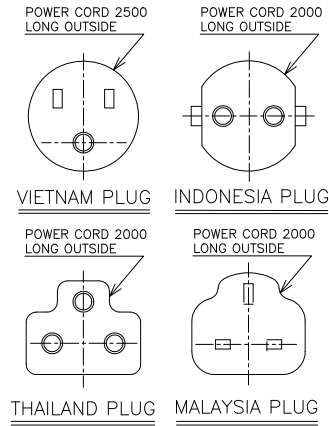 POWER CORD 2500
LONG OUTSIDE
VIETNAM PLUG
POWER CORD 2000
LONG OUTSIDE
INDONESIA PLUG
POWER CORD 2000
LONG OUTSIDE
THAILAND PLUG
POWER CORD 2000
LONG OUTSIDE
MALAYSIA PLUG